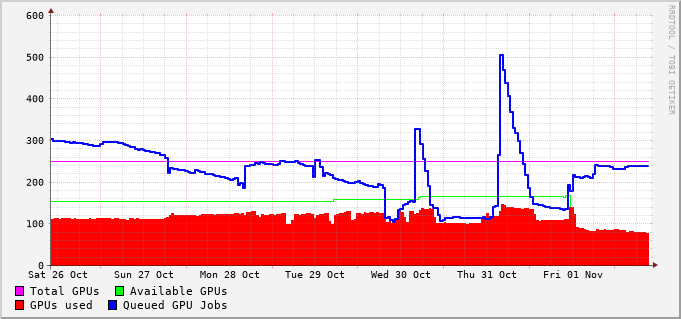 600
500
400
300
200
100
0
Sat 26 Oct Sun 27 Oct Mon 28 Oct Tue 29 Oct Wed 30 Oct Thu 31 Oct Fri 01 Nov
Total GPUs Available GPUs
GPUs used Queued GPU Jobs
RRDTOOL / TOBI OETIKER